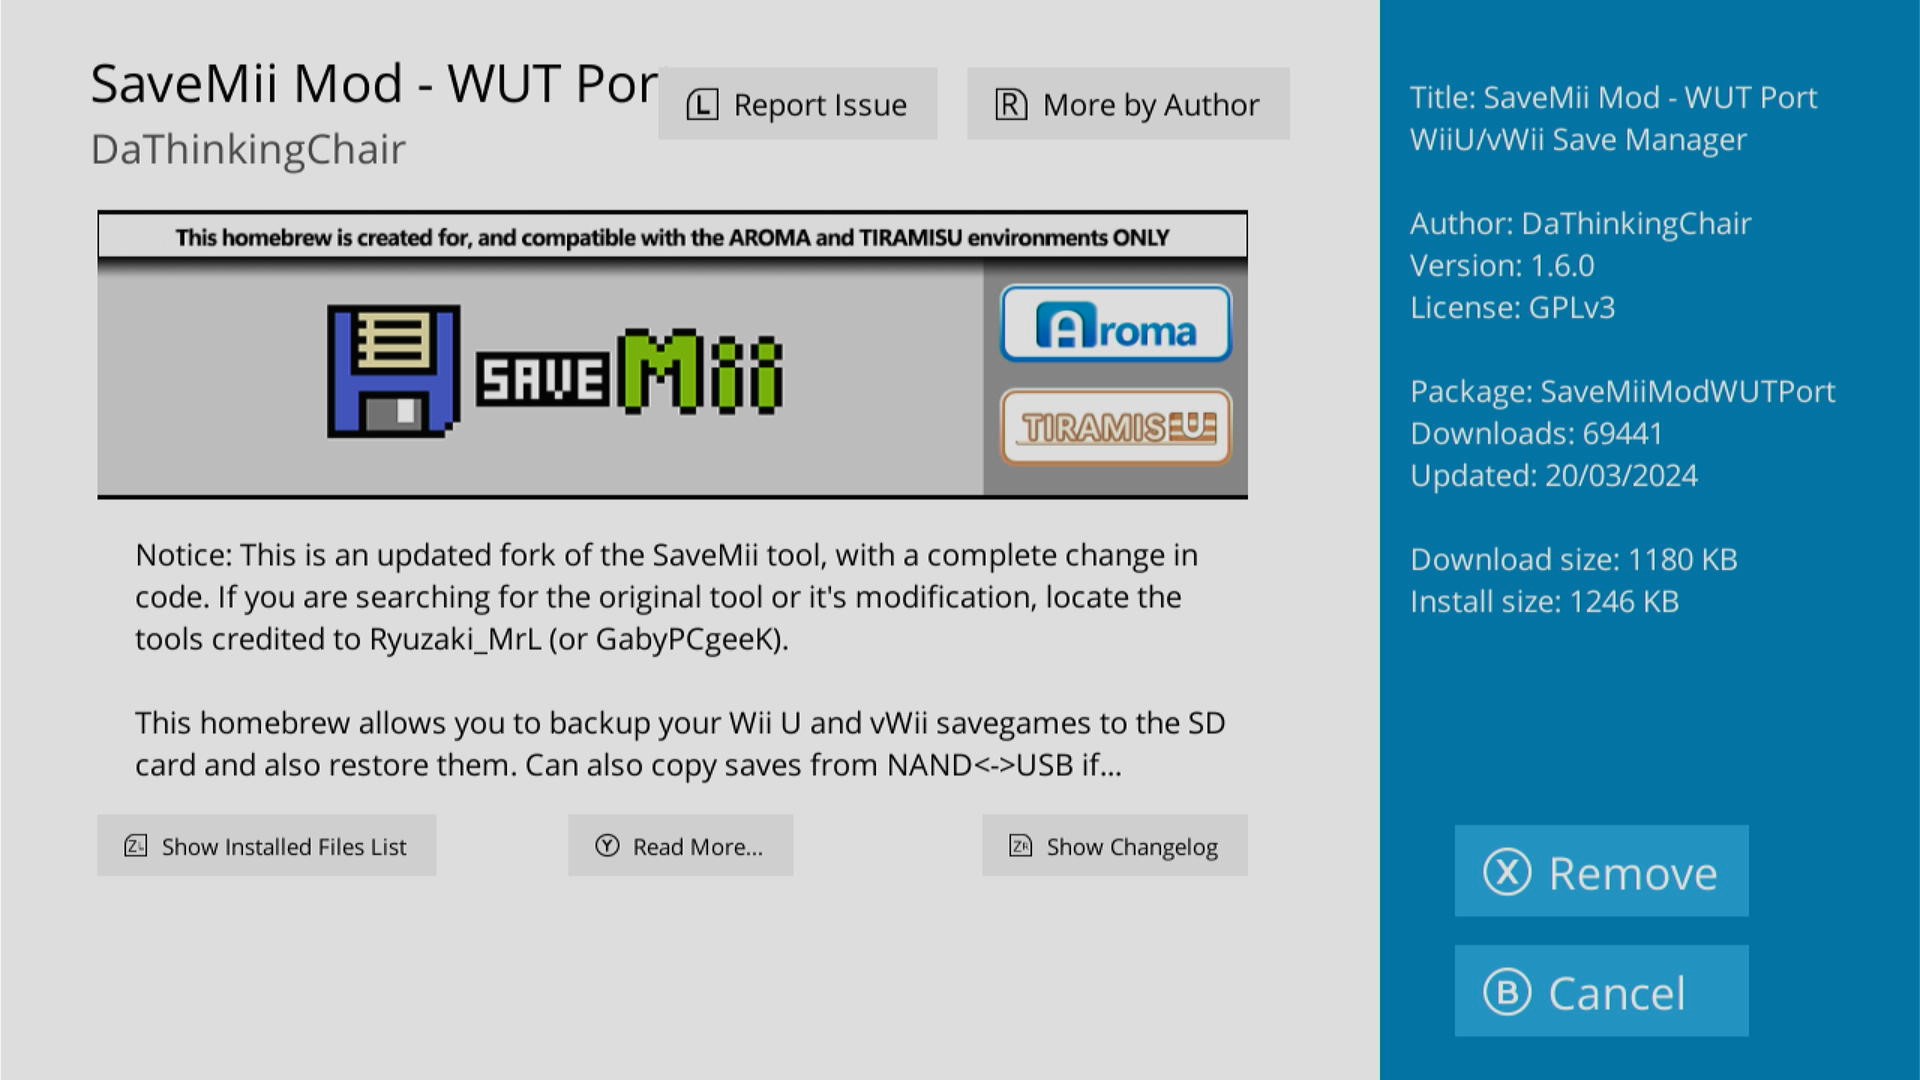 SaveMii Mod - WUT Por
DaThinkingChair
L Report Issue
R More by Author
This homebrew is created for, and compatible with the AROMA and TIRAMISU environments ONLY
SAVE Mii
Aroma
TIRAMISU
Notice: This is an updated fork of the SaveMii tool, with a complete change in
code. If you are searching for the original tool or it's modification, locate the
tools credited to Ryuzaki_MrL (or GabyPCgeeK).
This homebrew allows you to backup your Wii U and vWii savegames to the SD
card and also restore them. Can also copy saves from NAND<->USB if...
ZL Show Installed Files List
Y Read More...
ZR Show Changelog
Title: SaveMii Mod - WUT Port
WiiU/vWii Save Manager
Author: DaThinkingChair
Version: 1.6.0
License: GPLv3
Package: SaveMiiModWUTPort
Downloads: 69441
Updated: 20/03/2024
Download size: 1180 KB
Install size: 1246 KB
X Remove
B Cancel